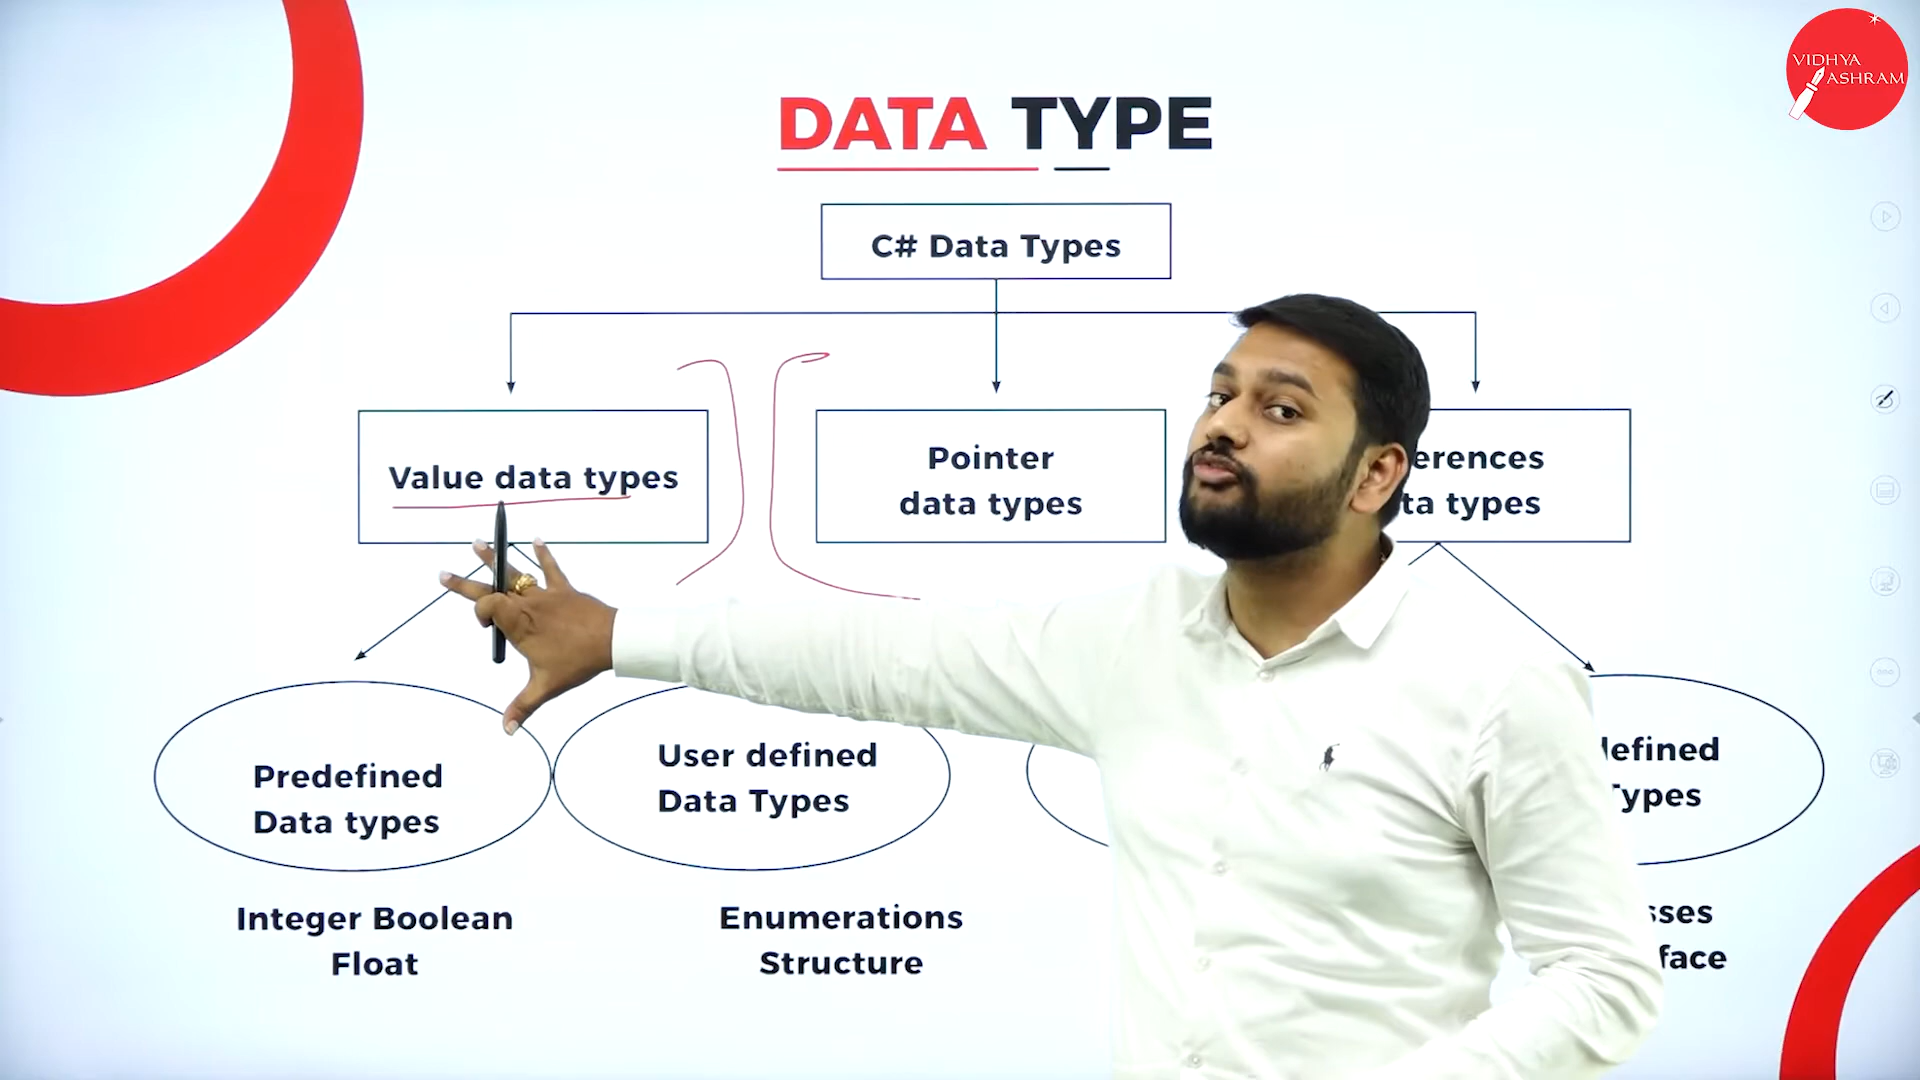 VIDHYA
ASHRAM
DATA TYPE
C# Data Types
Value data types
Pointer
data types
erences
ta types
Predefined
Data types
User defined
Data Types
efined
ypes
Integer Boolean
Float
Enumerations
Structure
sses
face